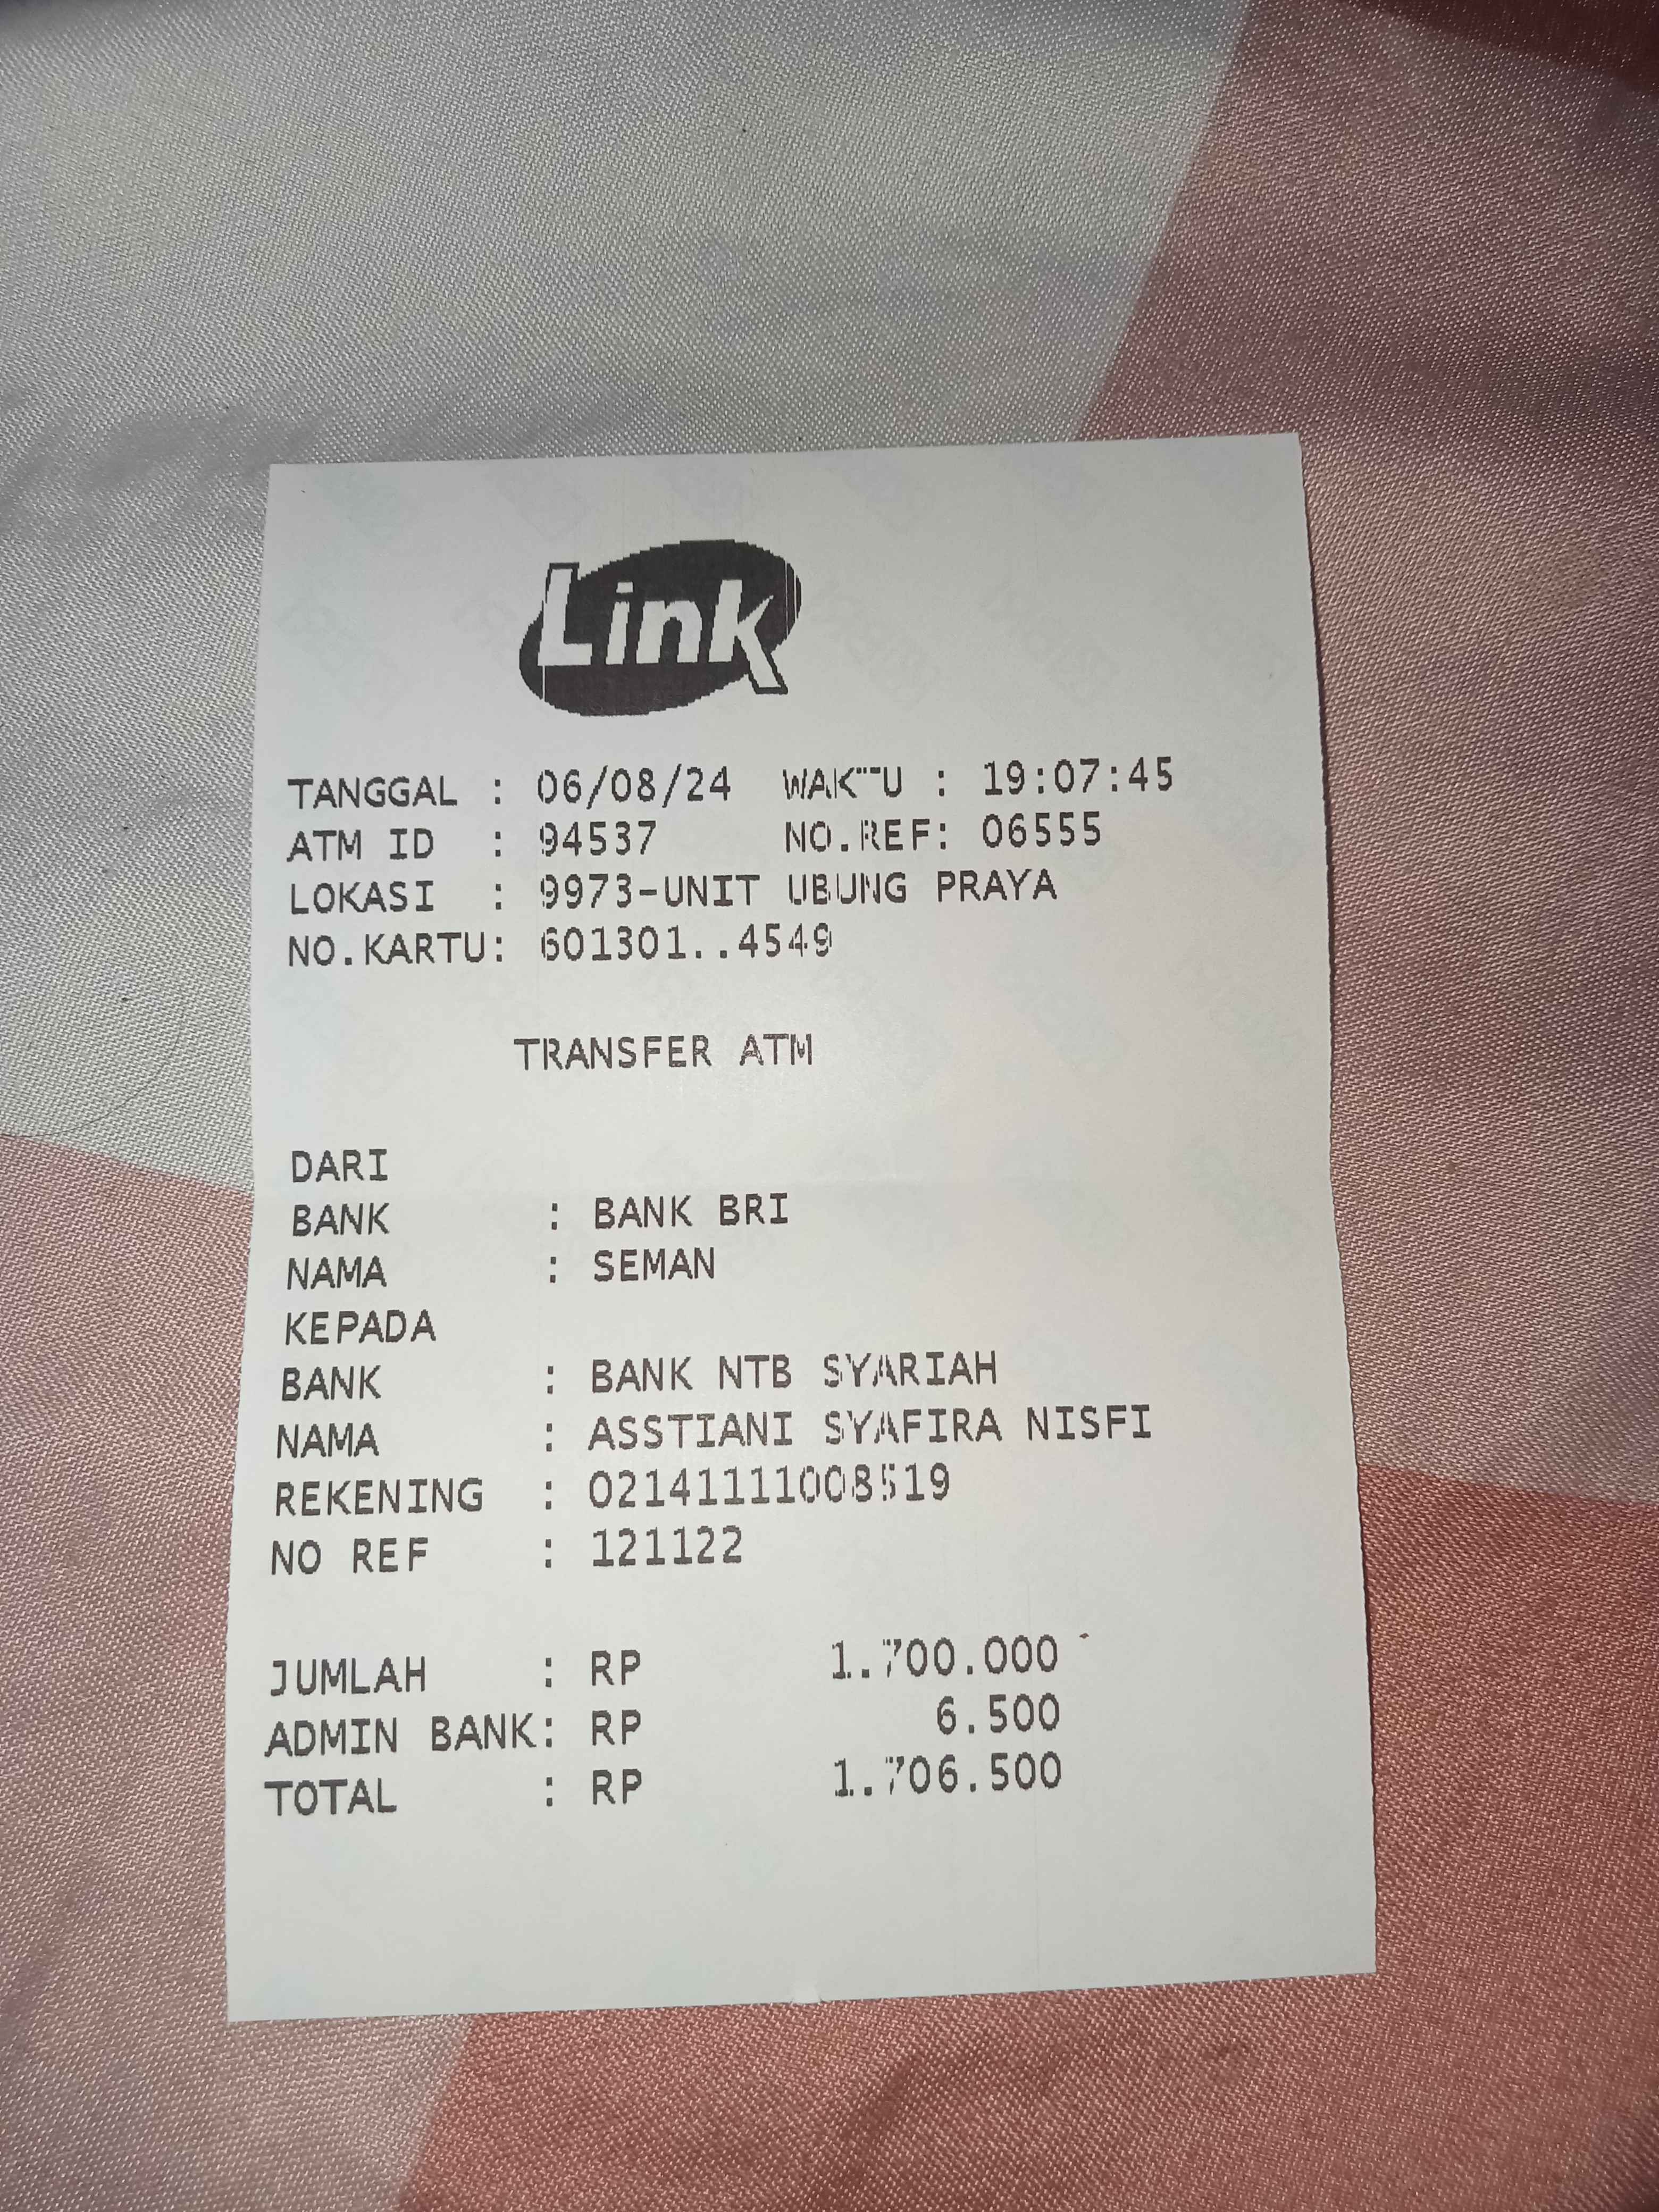 Link
TANGGAL : 06/08/24 WAKTU : 19:07:45
ATM ID : 94537 NO.REF: 06555
LOKASI : 9973-UNIT UBUNG PRAYA
NO.KARTU: 601301..4549
TRANSFER ATM
DARI
BANK : BANK BRI
NAMA : SEMAN
KEPADA
BANK : BANK NTB SYARIAH
NAMA : ASSTIANI SYAFIRA NISFI
REKENING : 02141111008519
NO REF : 121122
JUMLAH : RP 1.700.000
ADMIN BANK: RP 6.500
TOTAL : RP 1.706.500